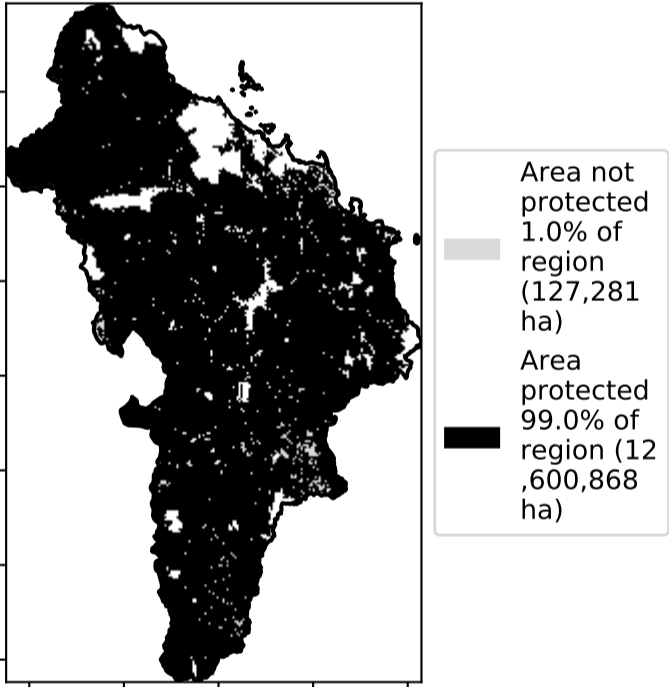 Area not
protected
1.0% of
region
(127,281
ha)
Area
protected
99.0% of
region (12
,600,868
ha)